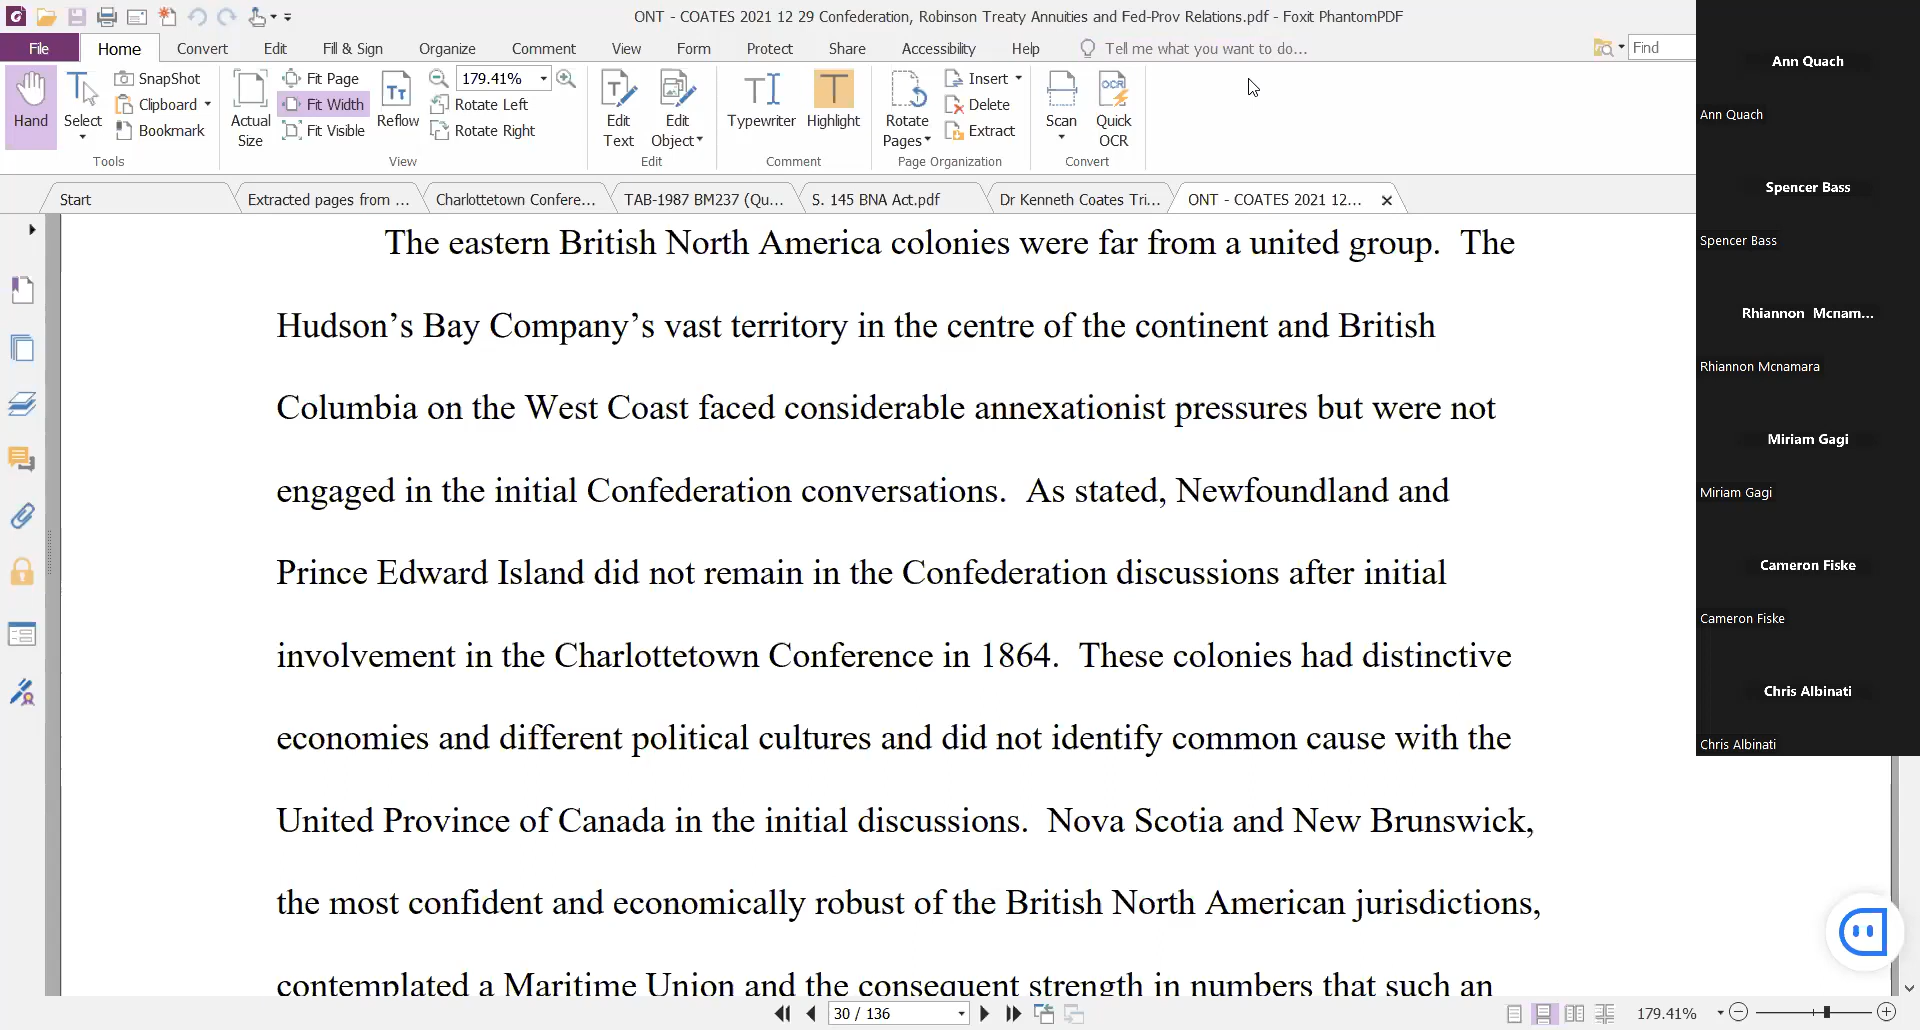 ONT - COATES 2021 12 29 Confederation, Robinson Treaty Annuities and Fed-Prov Relations.pdf - Foxit PhantomPDF
File Home Convert Edit Fill & Sign Organize Comment View Form Protect Share Accessibility Help Tell me what you want to do... Find
Hand
Select
SnapShot
Clipboard
Bookmark
Tools
Actual Size
Fit Page
Fit Width
Fit Visible
Reflow
179.41%
Rotate Left
Rotate Right
View
Edit Text
Edit Object
Edit
Typewriter
Highlight
Comment
Rotate Pages
Insert
Delete
Extract
Page Organization
Scan
Quick OCR
Convert
Start
Extracted pages from ...
Charlottetown Confere...
TAB-1987 BM237 (Qu...
S. 145 BNA Act.pdf
Dr Kenneth Coates Tri...
ONT - COATES 2021 12...
The eastern British North America colonies were far from a united group. The
Hudson’s Bay Company’s vast territory in the centre of the continent and British
Columbia on the West Coast faced considerable annexationist pressures but were not
engaged in the initial Confederation conversations. As stated, Newfoundland and
Prince Edward Island did not remain in the Confederation discussions after initial
involvement in the Charlottetown Conference in 1864. These colonies had distinctive
economies and different political cultures and did not identify common cause with the
United Province of Canada in the initial discussions. Nova Scotia and New Brunswick,
the most confident and economically robust of the British North American jurisdictions,
contemplated a Maritime Union and the consequent strength in numbers that such an
Ann Quach
Ann Quach
Spencer Bass
Spencer Bass
Rhiannon Mcnam...
Rhiannon Mcnamara
Miriam Gagi
Miriam Gagi
Cameron Fiske
Cameron Fiske
Chris Albinati
Chris Albinati
30 / 136
179.41%